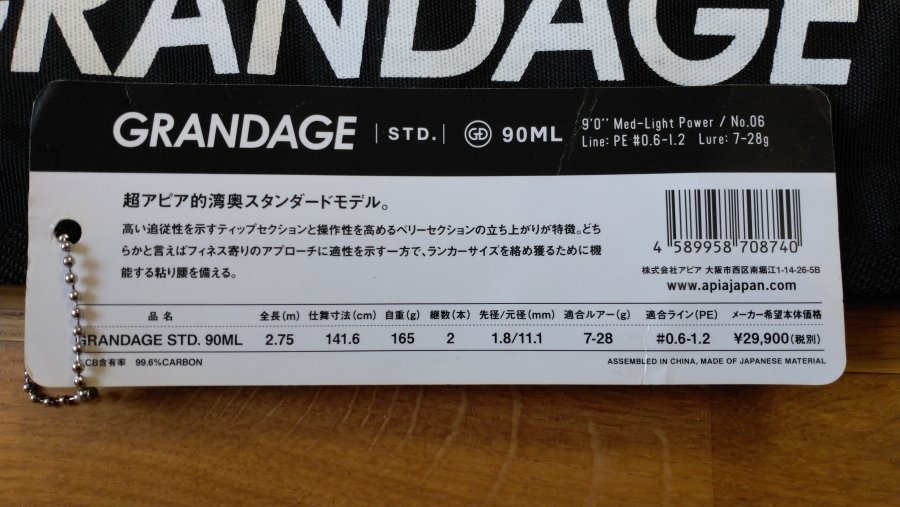 GRANDAGE
GRANDAGE | STD. | GD 90ML
9'0'' Med-Light Power / No.06
Line: PE #0.6-1.2 Lure: 7-28g
超アピア的湾奥スタンダードモデル。
高い追従性を示すティップセクションと操作性を高めるベリーセクションの立ち上がりが特徴。どち
らかと言えばフィネス寄りのアプローチに適性を示す一方で、ランカーサイズを絡め獲るために機
能する粘り腰を備える。
4 589958 708740
株式会社アピア 大阪市西区南堀江1-14-26-5B
www.apiajapan.com
品 名 全長(m) 仕舞寸法(cm) 自重(g) 継数(本) 先径/元径(mm) 適合ルアー(g) 適合ライン(PE) メーカー希望本体価格
GRANDAGE STD. 90ML 2.75 141.6 165 2 1.8/11.1 7-28 #0.6-1.2 ¥29,900(税別)
CB含有率 99.6%CARBON
ASSEMBLED IN CHINA, MADE OF JAPANESE MATERIAL